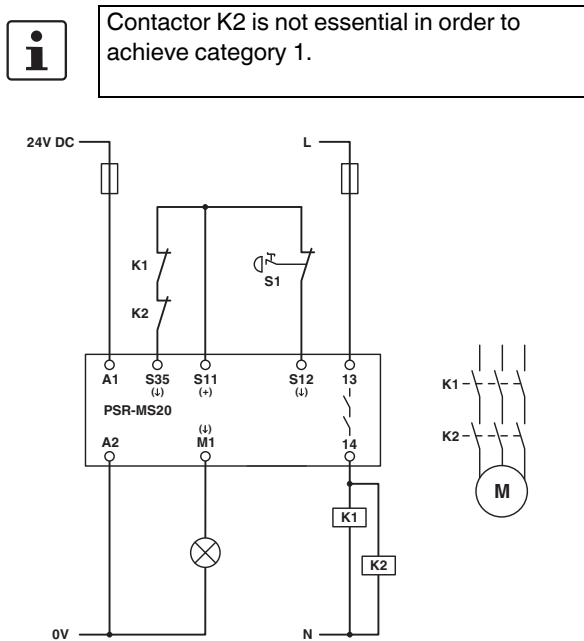 Contactor K2 is not essential in order to
achieve category 1.
24V DC
L
K1
S1
K2
A1
S35
(↓)
S11
(+)
S12
(↓)
13
PSR-MS20
A2
(↓)
M1
14
K1
K2
M
K1
K2
0V
N